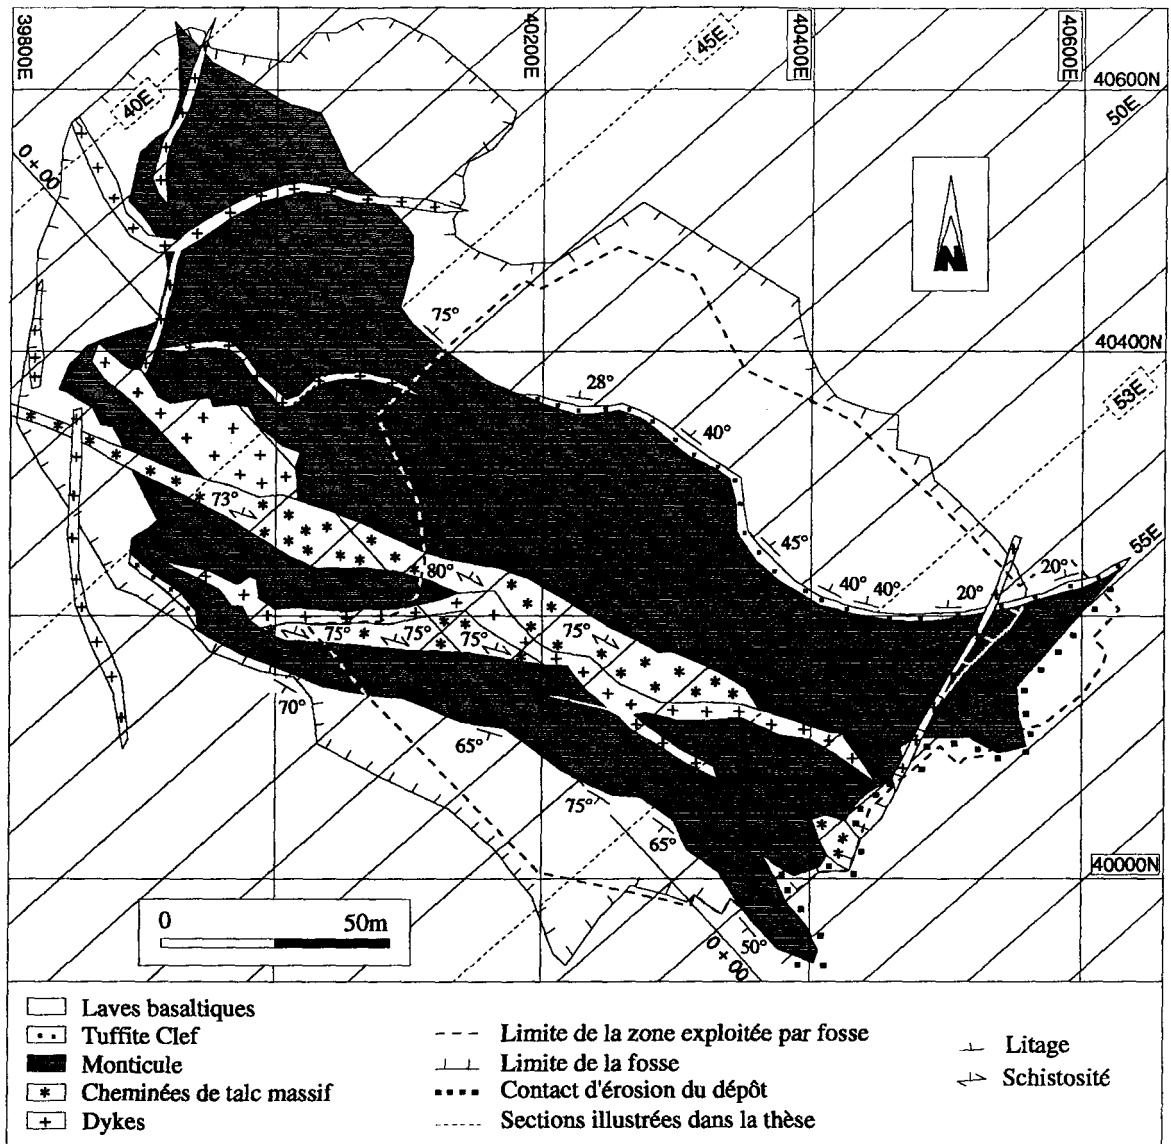 39800E
40200E
40400E
40600E
40600N
45E
40E
50E
0 + 00
N
75°
40400N
28°
53E
40°
73°
45°
55E
80°
40° 40°
20°
20°
75° 75° 75°
75°
70°
65°
75°
65°
40000N
50°
0 + 00
0 50m
Laves basaltiques
Tuffite Clef
Monticule
Cheminées de talc massif
Dykes
Limite de la zone exploitée par fosse
Limite de la fosse
Contact d'érosion du dépôt
Sections illustrées dans la thèse
Litage
Schistosité